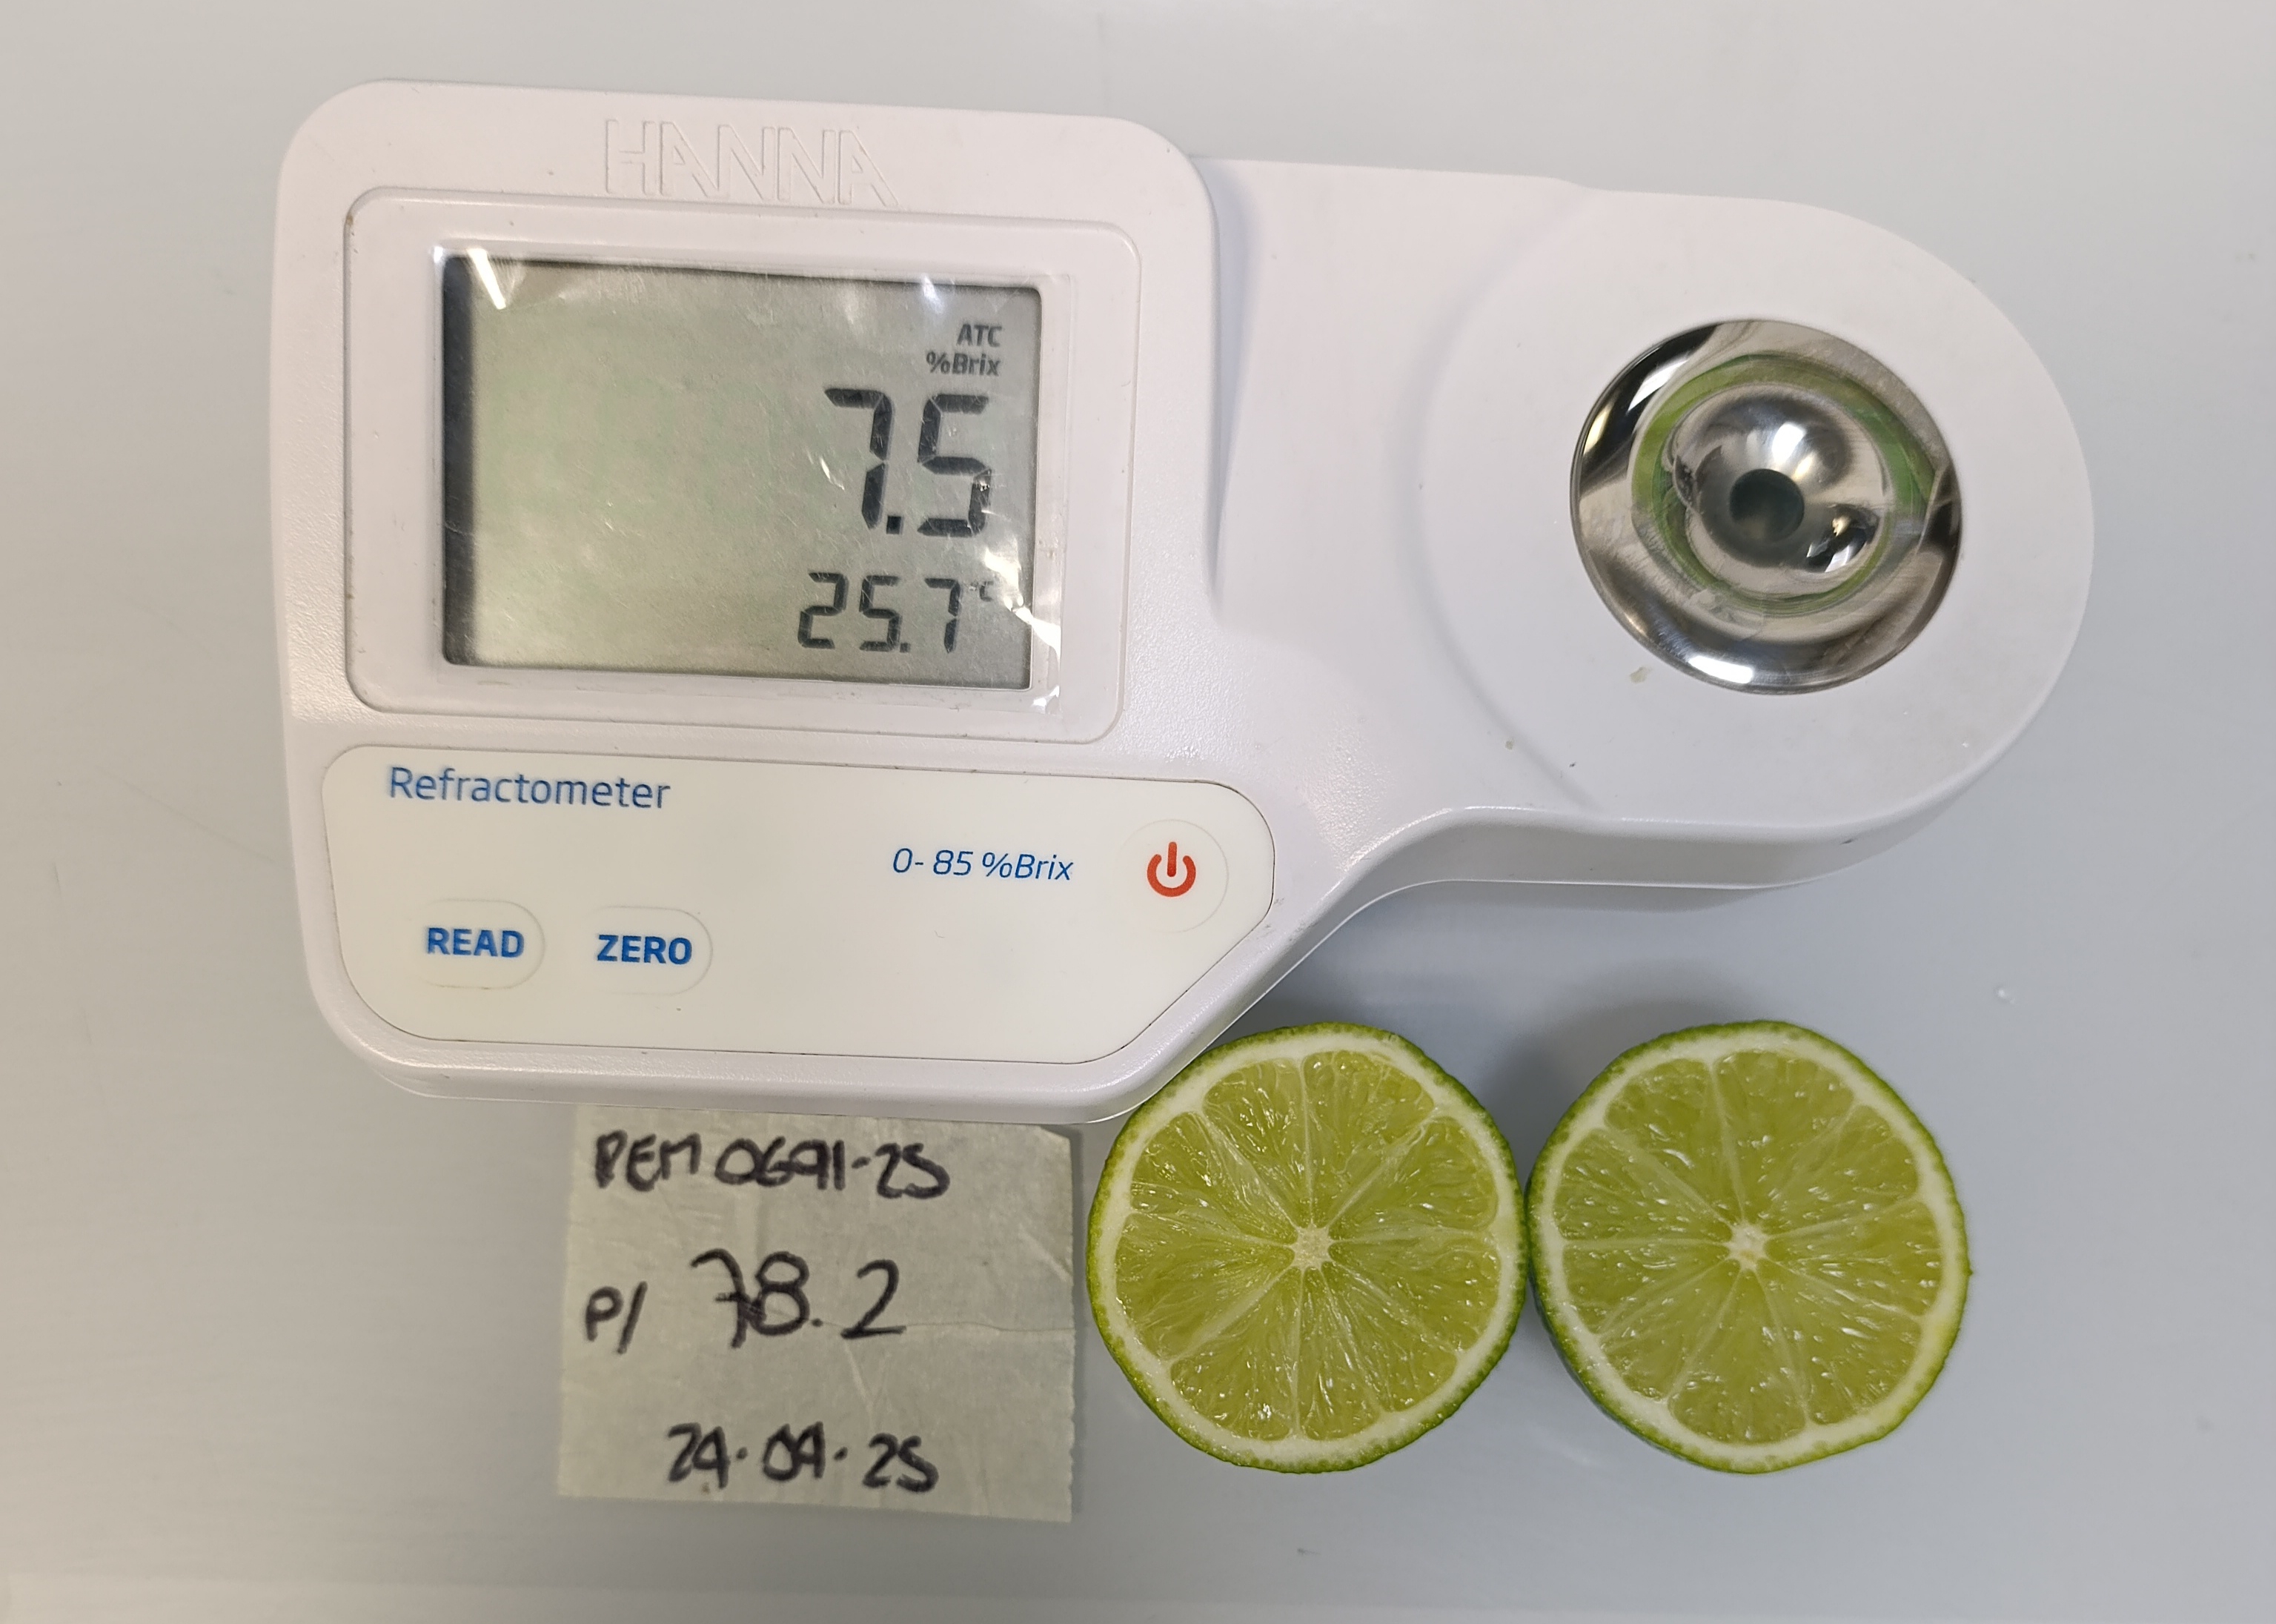 HANNA
ATC
%Brix
7.5
25.7°C
Refractometer
0-85 %Brix
READ ZERO
PEM 0691-25
P/ 78.2
24.04.25